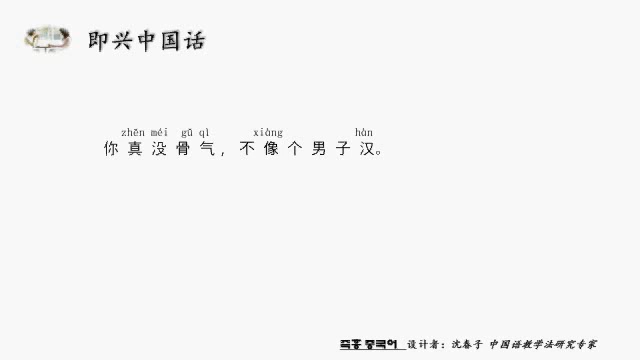 即兴中国话
zhēn méi gǔ qì xiàng hàn
你真没骨气，不像个男子汉。
즉흥 중국어 设计者：沈春子 中国语教学法研究专家